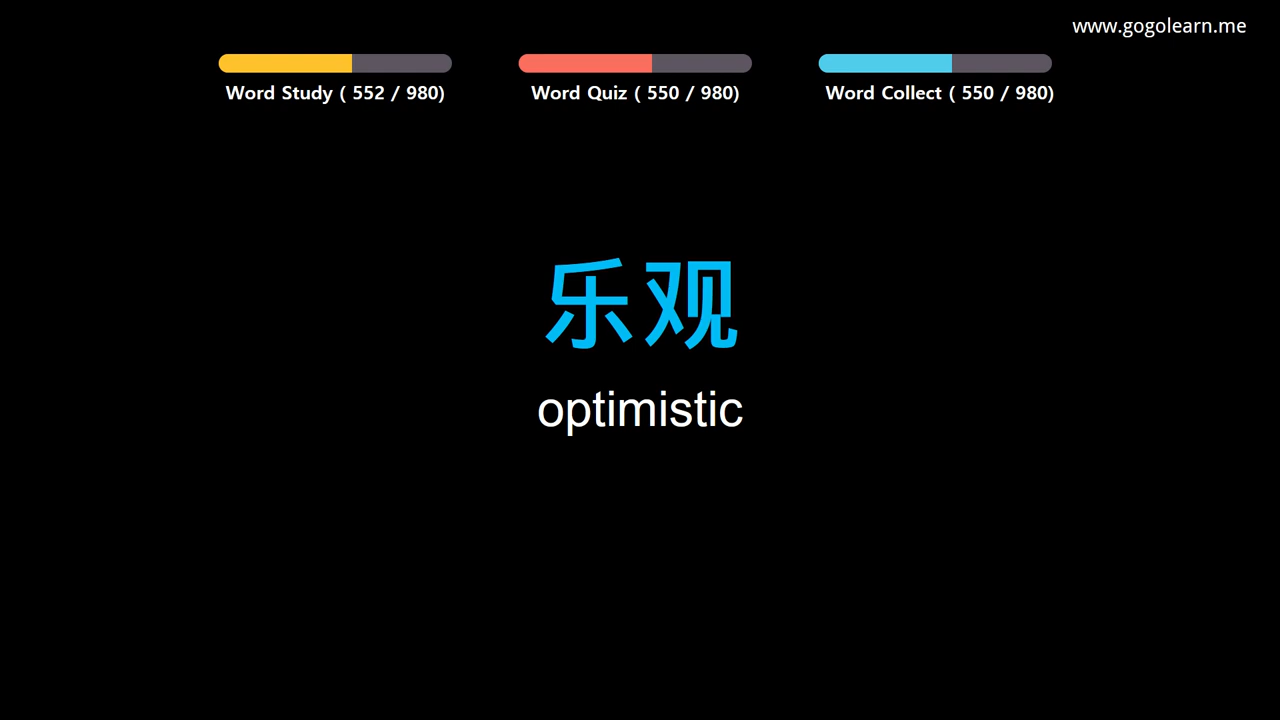 www.gogolearn.me
Word Study ( 552 / 980)
Word Quiz ( 550 / 980)
Word Collect ( 550 / 980)
乐观
optimistic